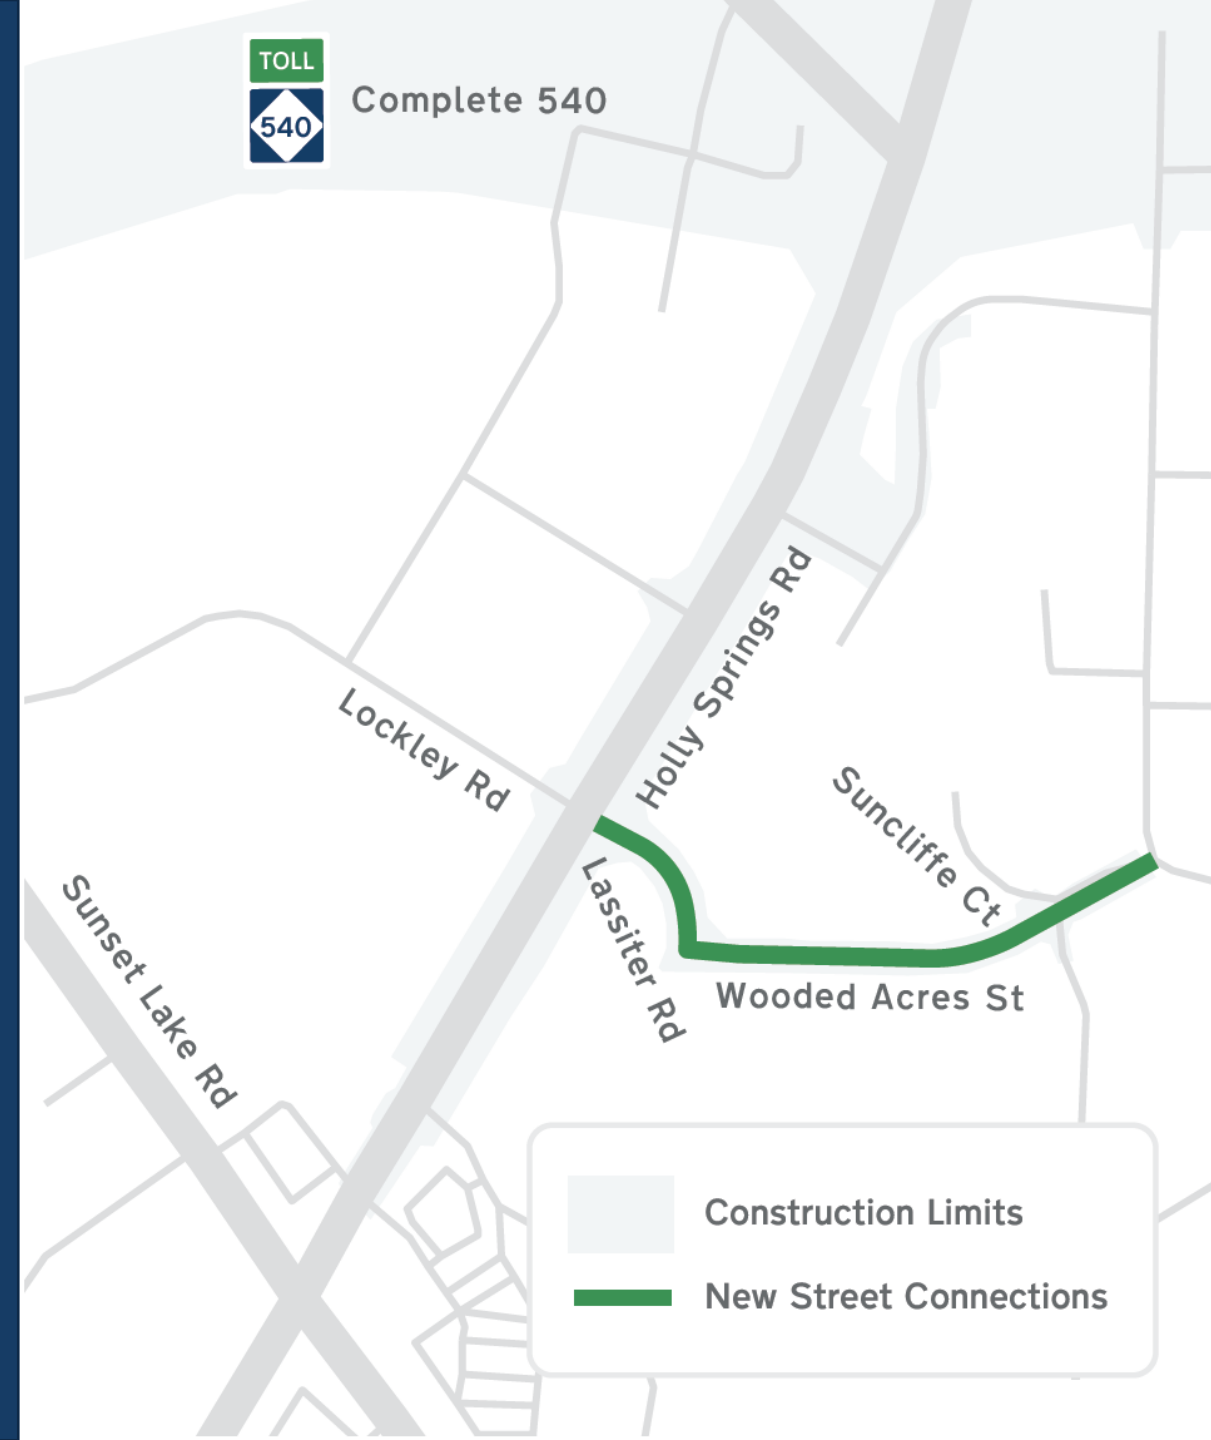 TOLL
540
Complete 540
Holly Springs Rd
Lockley Rd
Suncliffe Ct
Lassiter Rd
Sunset Lake Rd
Wooded Acres St
Construction Limits
New Street Connections